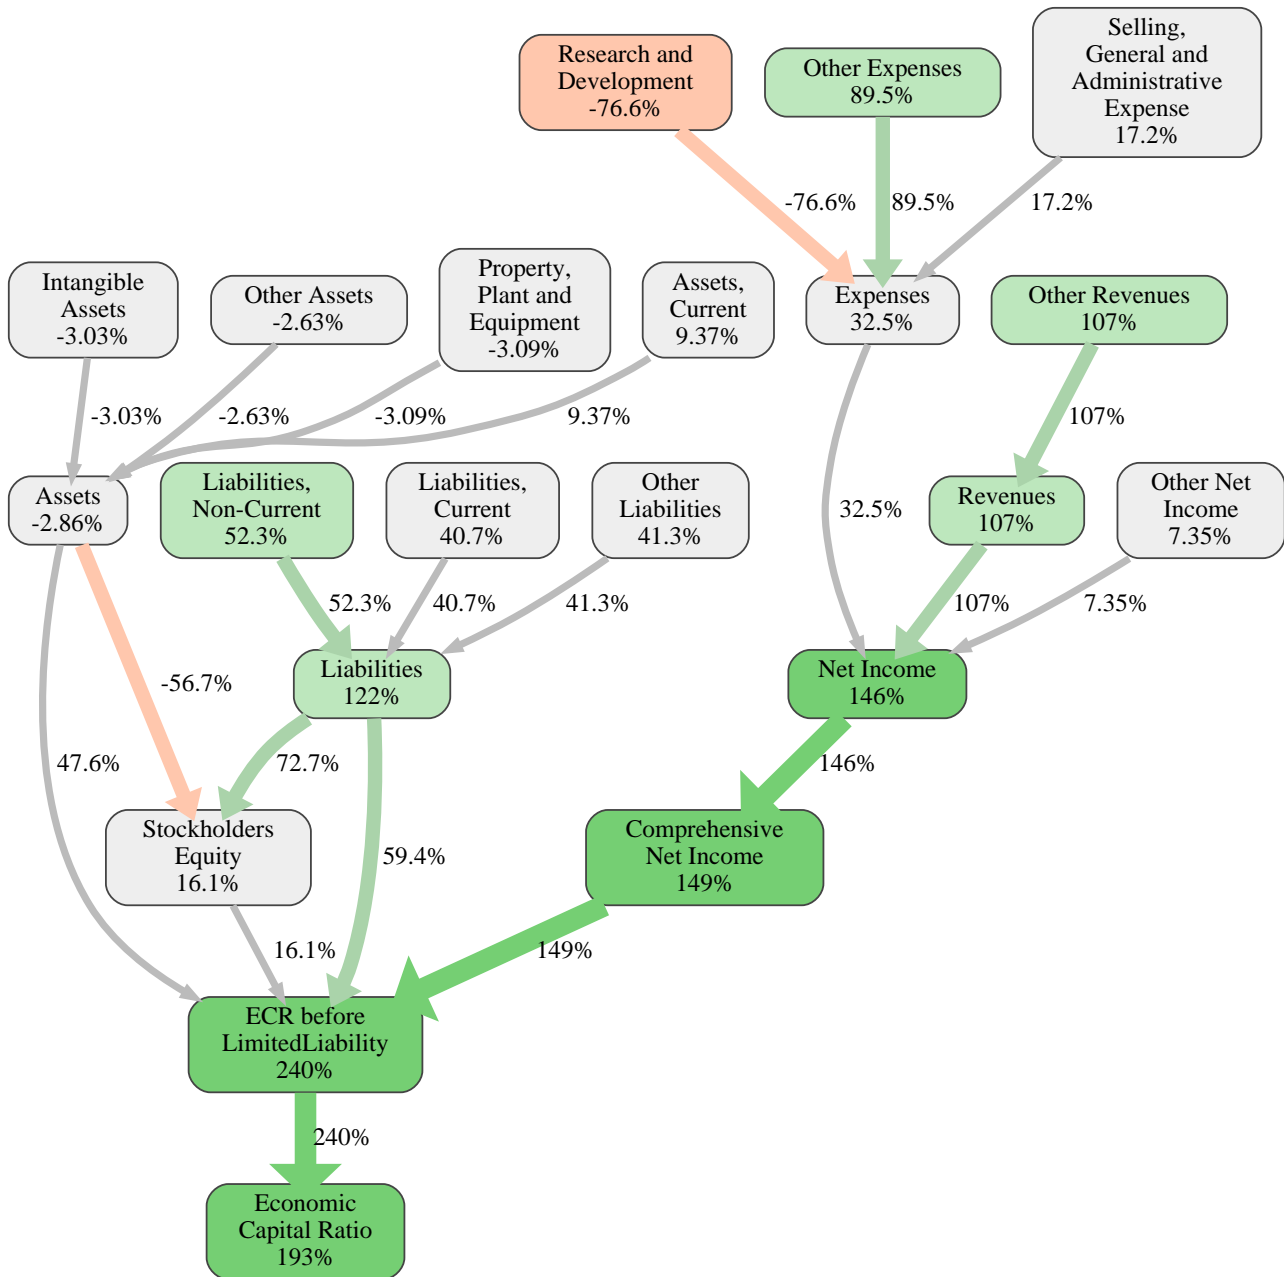 Selling,
General and
Administrative
Expense
17.2%
Research and
Development
-76.6%
Other Expenses
89.5%
-76.6%
89.5%
17.2%
Intangible
Assets
-3.03%
Other Assets
-2.63%
Property,
Plant and
Equipment
-3.09%
Assets,
Current
9.37%
Expenses
32.5%
Other Revenues
107%
-3.03%
-2.63%
-3.09%
9.37%
107%
Assets
-2.86%
Liabilities,
Non-Current
52.3%
Liabilities,
Current
40.7%
Other
Liabilities
41.3%
32.5%
Revenues
107%
Other Net
Income
7.35%
52.3%
40.7%
41.3%
107%
7.35%
-56.7%
Liabilities
122%
Net Income
146%
47.6%
72.7%
146%
Stockholders
Equity
16.1%
59.4%
Comprehensive
Net Income
149%
16.1%
149%
ECR before
LimitedLiability
240%
240%
Economic
Capital Ratio
193%